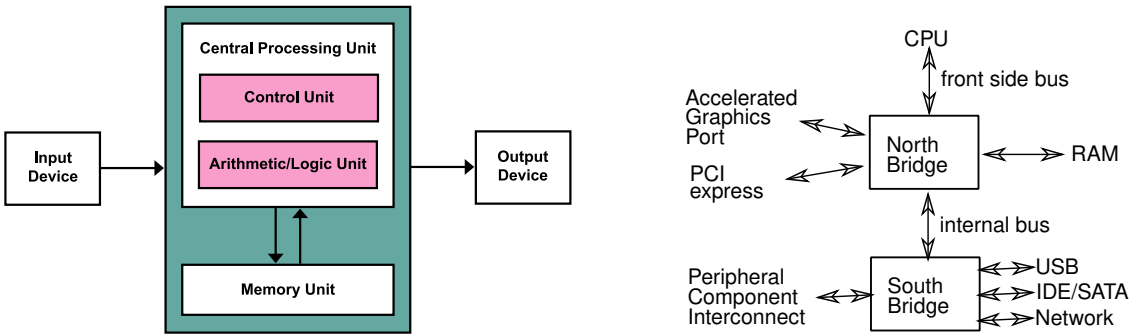 Central Processing Unit
Control Unit
Arithmetic/Logic Unit
Input
Device
Output
Device
Memory Unit
CPU
front side bus
Accelerated
Graphics
Port
North
Bridge
RAM
PCI
express
internal bus
Peripheral
Component
Interconnect
South
Bridge
USB
IDE/SATA
Network